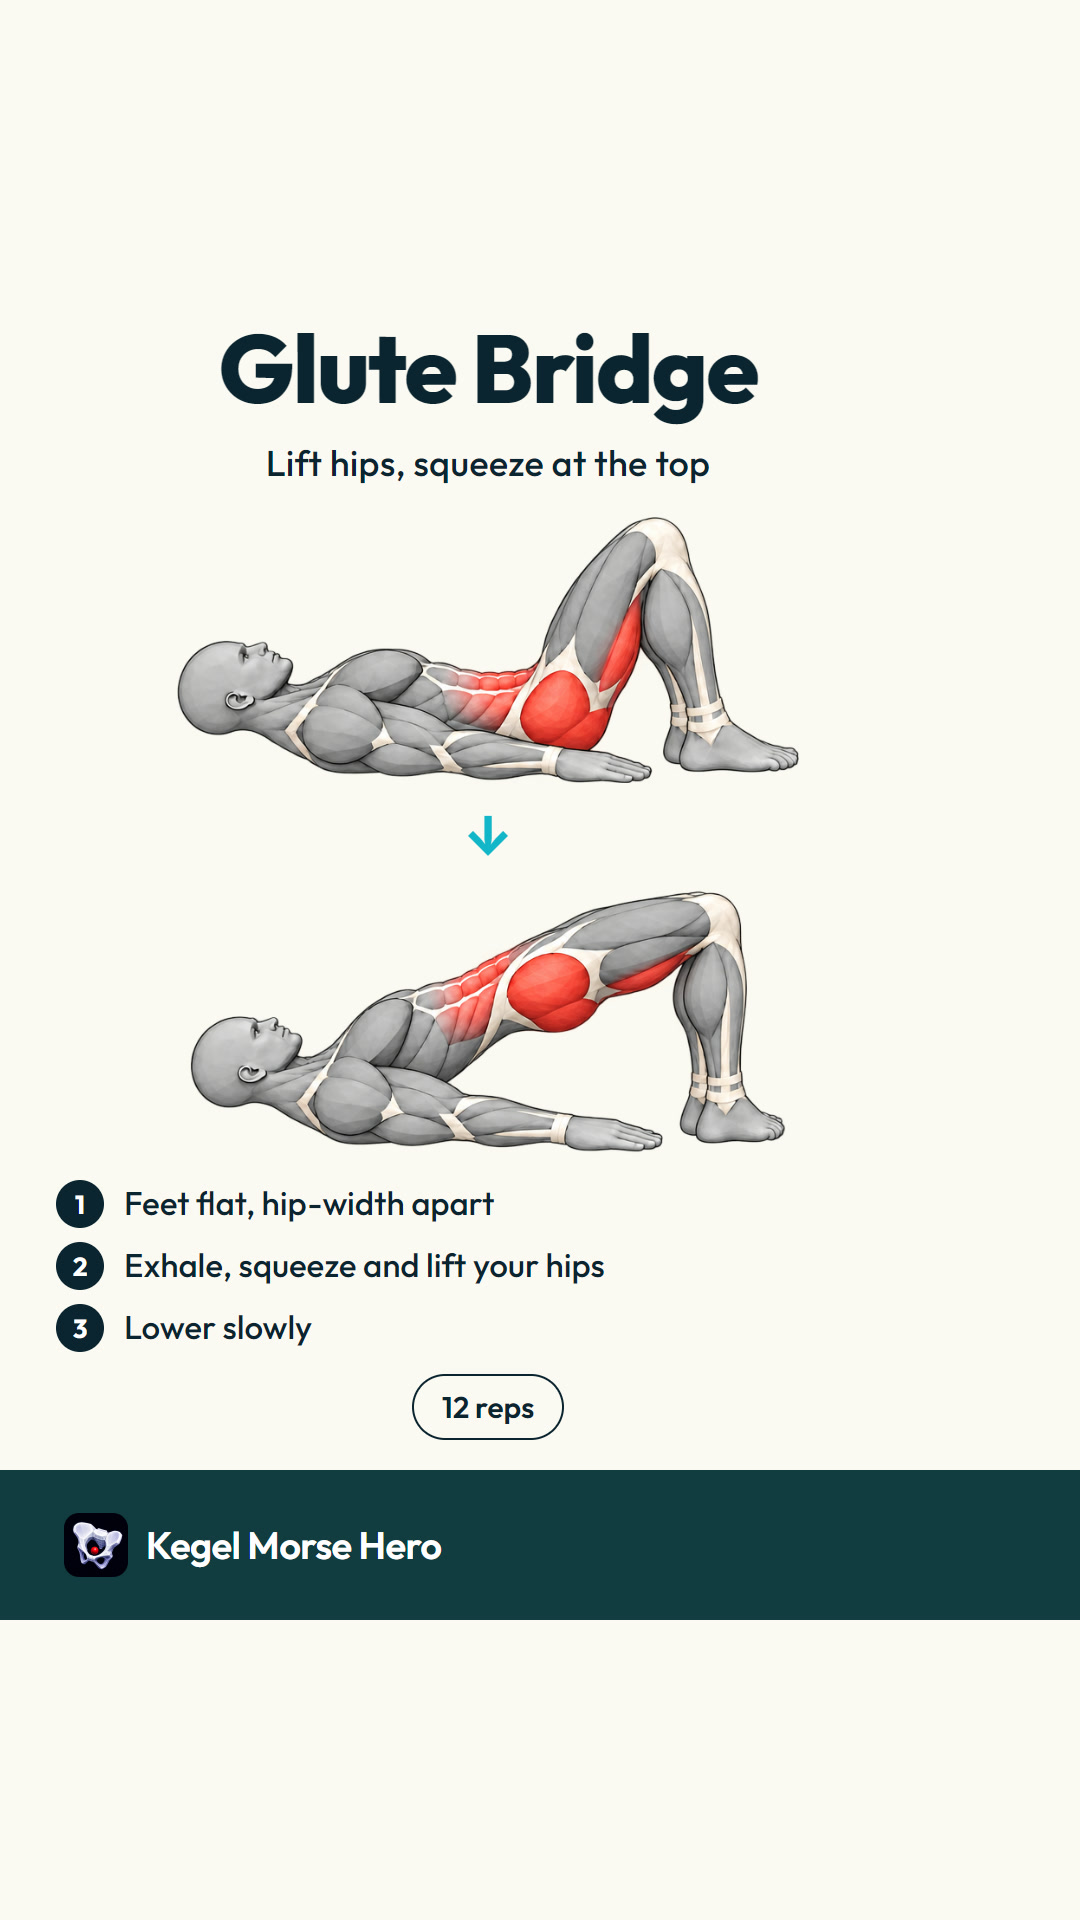 Glute Bridge
Lift hips, squeeze at the top
1 Feet flat, hip-width apart
2 Exhale, squeeze and lift your hips
3 Lower slowly
12 reps
Kegel Morse Hero